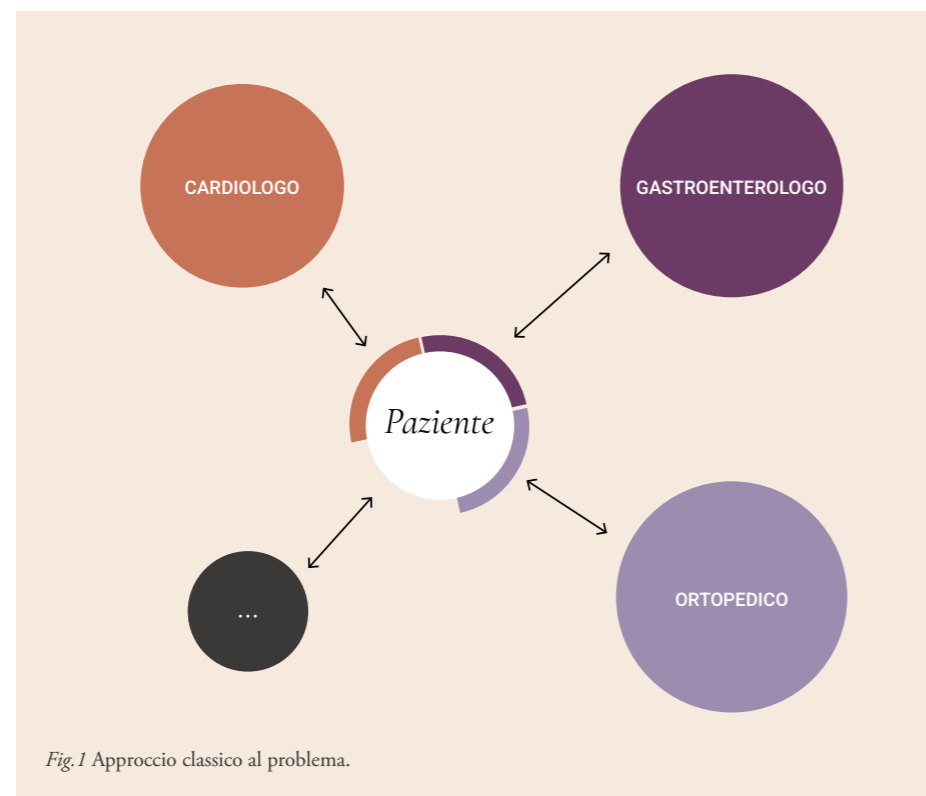 CARDIOLOGO
GASTROENTEROLOGO
Paziente
...
ORTOPEDICO
Fig.1 Approccio classico al problema.